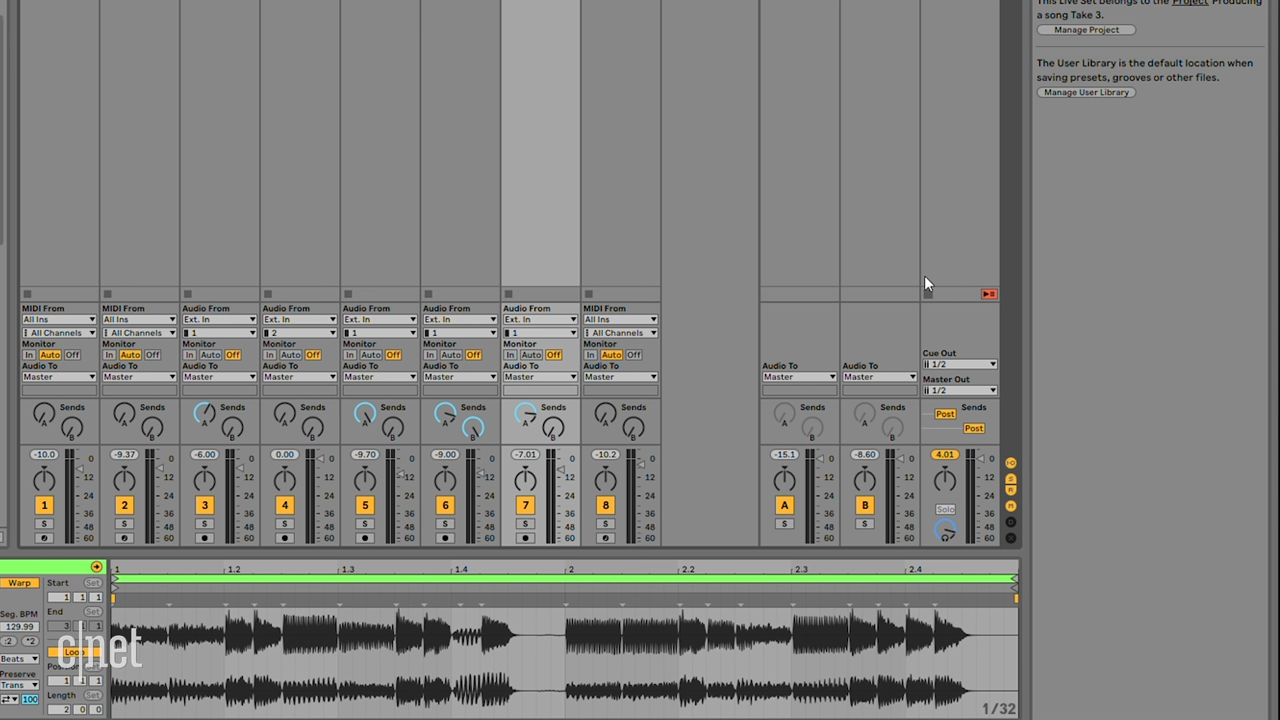 This Live Set belongs to the Project Producing
a song Take 3.
Manage Project
The User Library is the default location when
saving presets, grooves or other files.
Manage User Library
MIDI From MIDI From Audio From Audio From Audio From Audio From Audio From MIDI From
All Ins All Ins Ext. In Ext. In Ext. In Ext. In Ext. In All Ins
All Channels All Channels 1 2 1 1 1 All Channels
Monitor Monitor Monitor Monitor Monitor Monitor Monitor Monitor
In Auto Off In Auto Off In Auto Off In Auto Off In Auto Off In Auto Off In Auto Off In Auto Off
Audio To Audio To Audio To Audio To Audio To Audio To Audio To Audio To Audio To Audio To
Master Master Master Master Master Master Master Master Master Master
Cue Out
1/2
Master Out
1/2
Sends Sends Sends Sends Sends Sends Sends Sends Sends Sends Post Sends
A A A A A A A A A A
B B B B B B B B B B Post
-10.0 -9.37 -6.00 0.00 -9.70 -9.00 -7.01 -10.2 -15.1 -8.60 4.01
0 0 0 0 0 0 0 0 0 0 0
12 12 12 12 12 12 12 12 12 12 12
24 24 24 24 24 24 24 24 24 24 24
1 2 3 4 5 6 7 8 A B Solo
36 36 36 36 36 36 36 36 36 36 36
S S S S S S S S S S
48 48 48 48 48 48 48 48 48 48 48
60 60 60 60 60 60 60 60 60 60 60
Warp Start Set
1 1 1
Seg. BPM End Set
129.99 3 1 1
:2 *2 Loop
Beats Position Set
Preserve 1 1 1
Trans Length
100 2 0 0
1 1.2 1.3 1.4 2 2.2 2.3 2.4
1/32
c|net